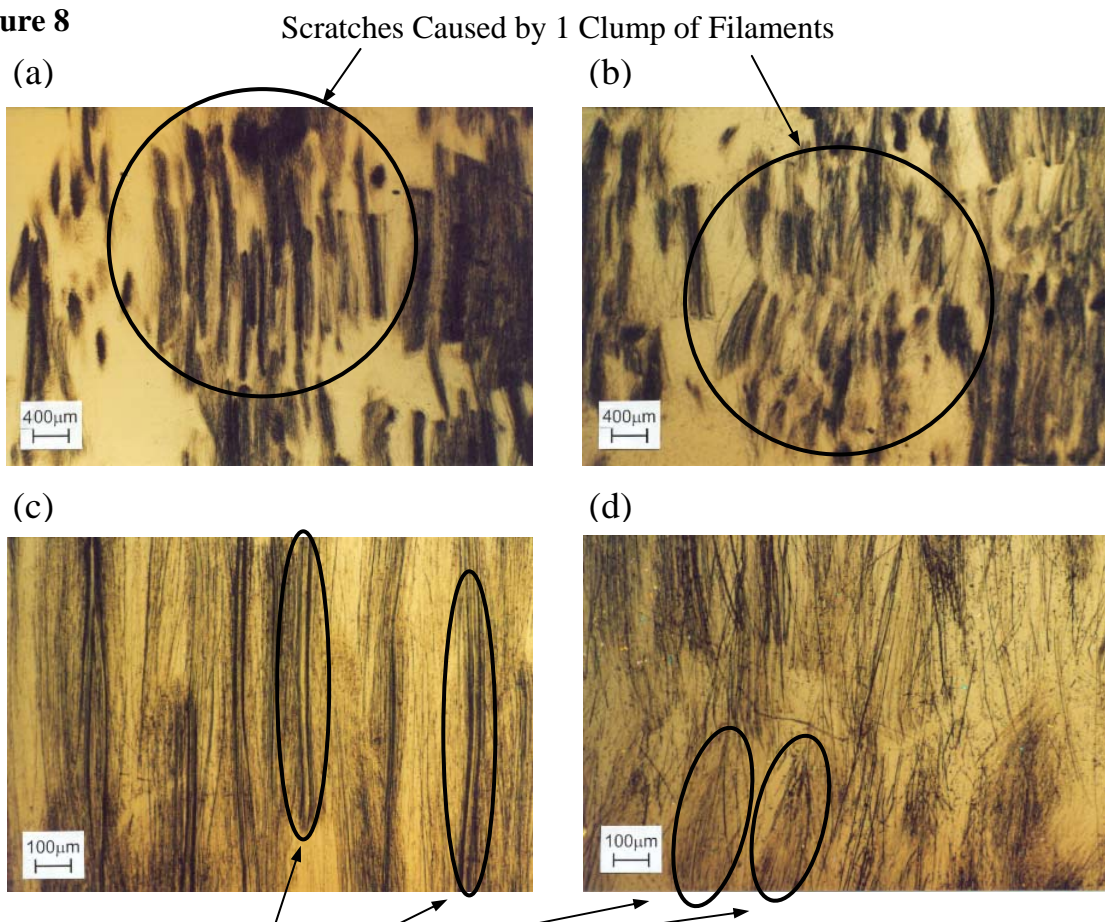 ure 8
Scratches Caused by 1 Clump of Filaments
(a)
(b)
400μm
400μm
(c)
(d)
100μm
100μm